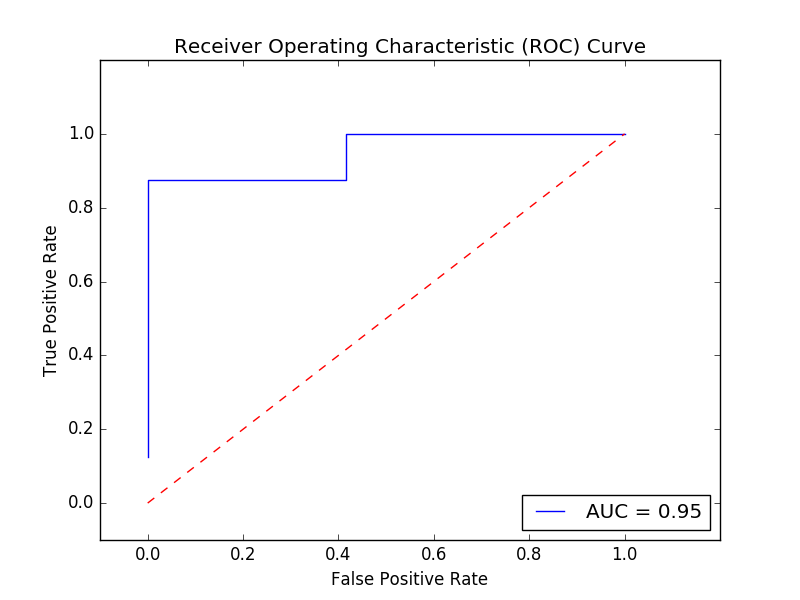 Receiver Operating Characteristic (ROC) Curve
1.0
0.8
0.6
0.4
0.2
0.0
True Positive Rate
AUC = 0.95
0.0 0.2 0.4 0.6 0.8 1.0
False Positive Rate